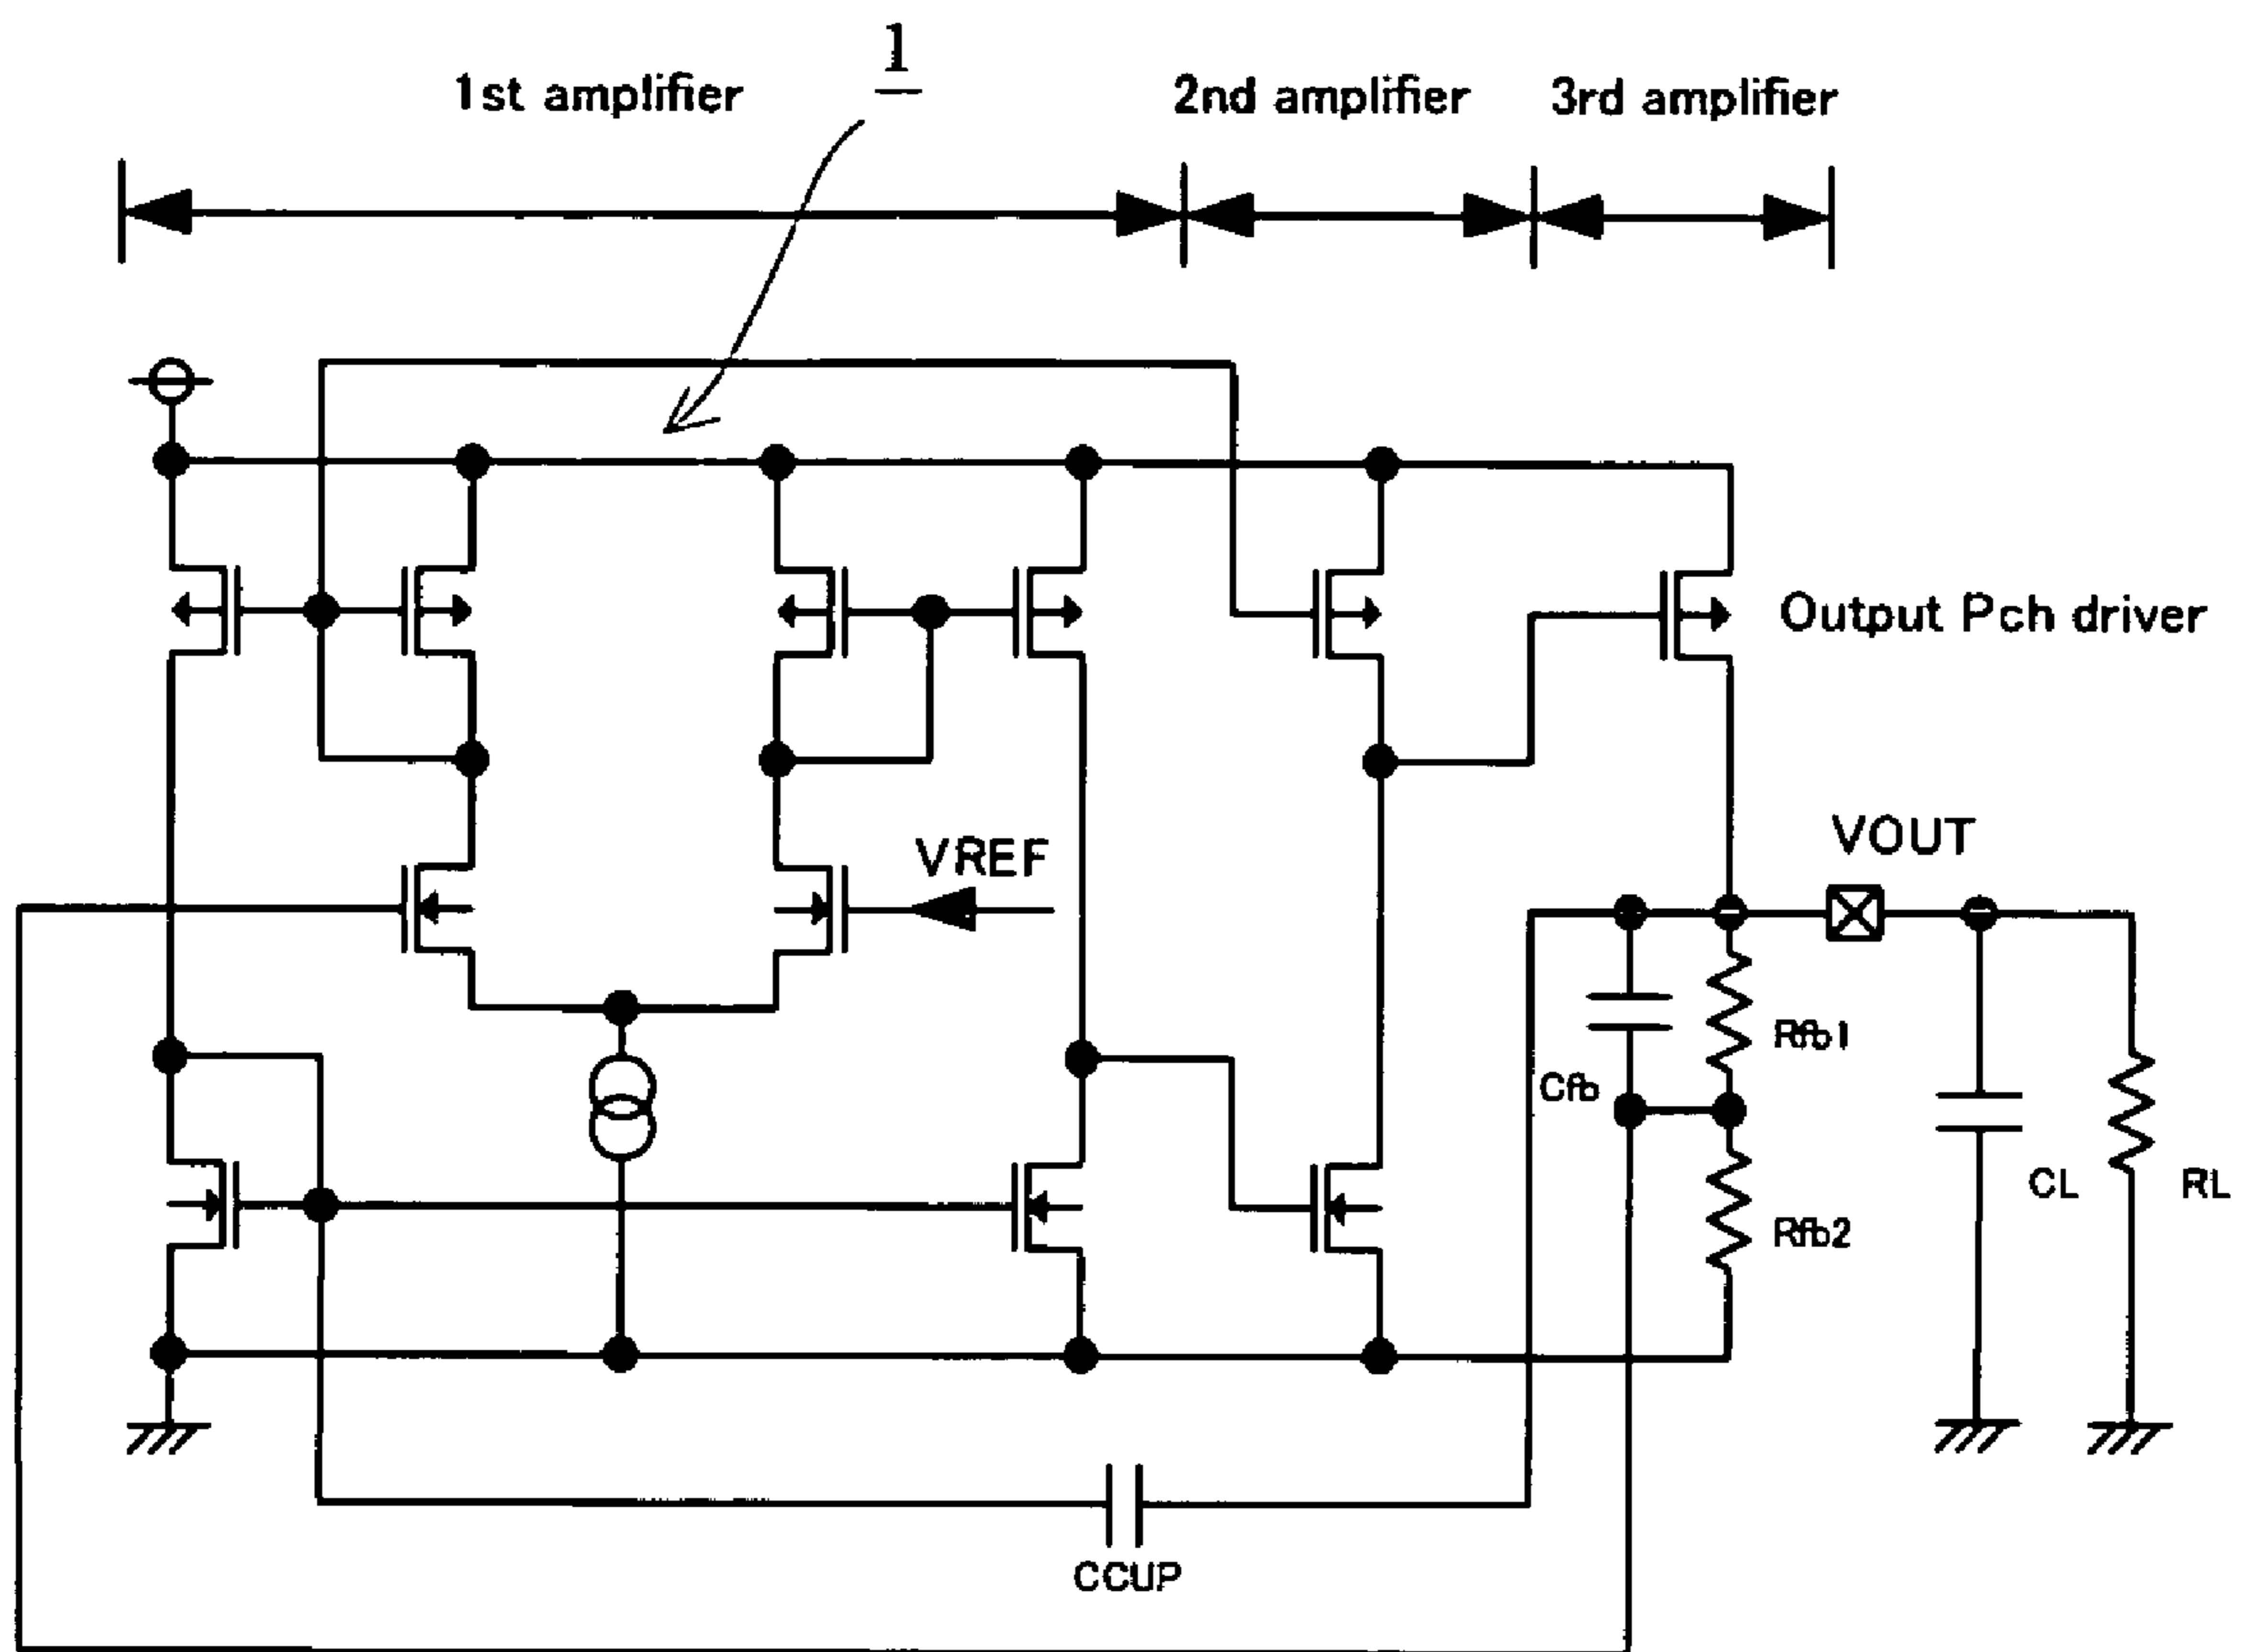 1
1st amplifier
2nd amplifier
3rd amplifier
Output Pch driver
VREF
VOUT
Rfb1
Cfb
CL
RL
Rfb2
CCUP